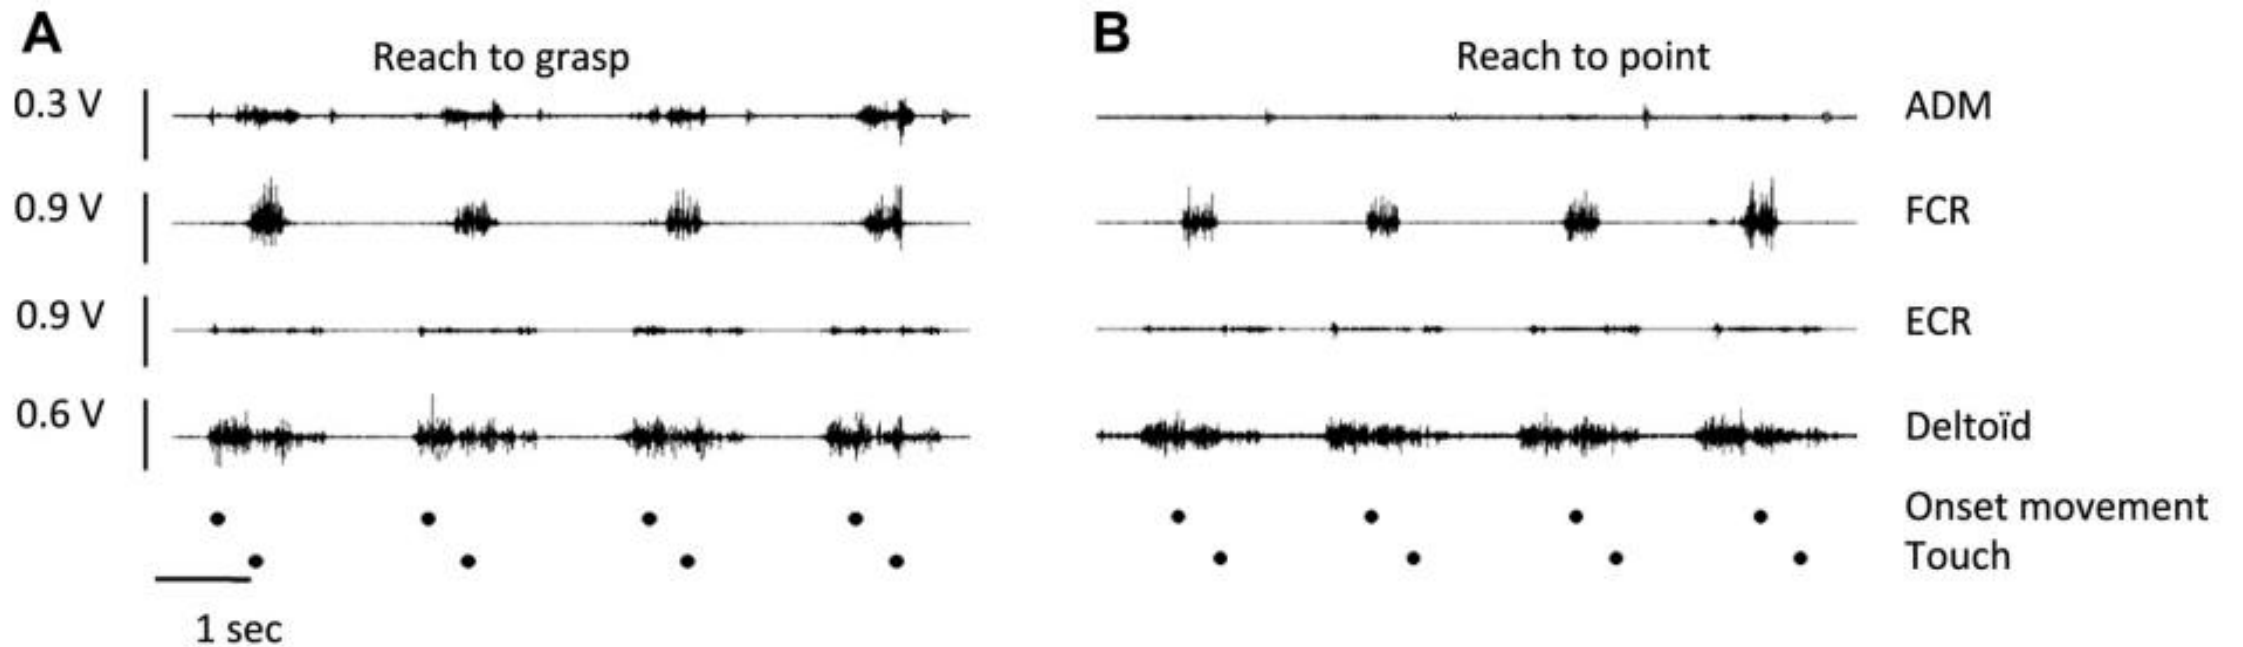 A
B
Reach to grasp
Reach to point
0.3 V
ADM
0.9 V
FCR
0.9 V
ECR
0.6 V
Deltoïd
Onset movement
Touch
1 sec